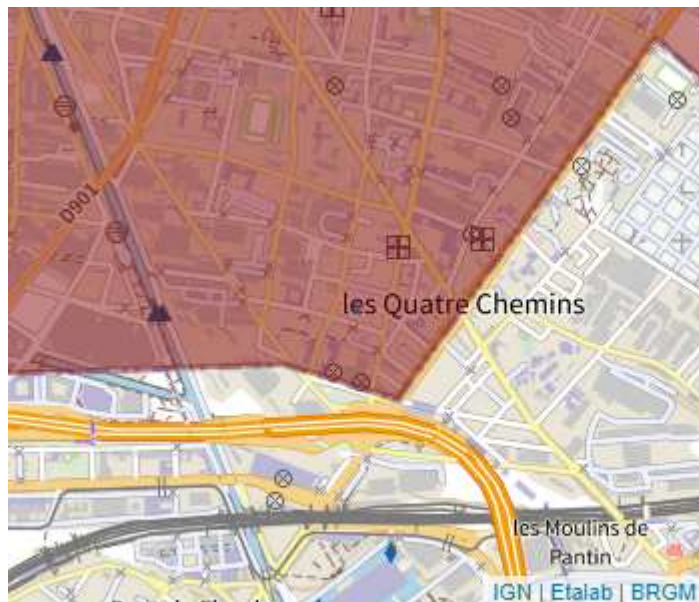 D901
les Quatre Chemins
les Moulins de
Pantin
IGN | Etalab | BRGM